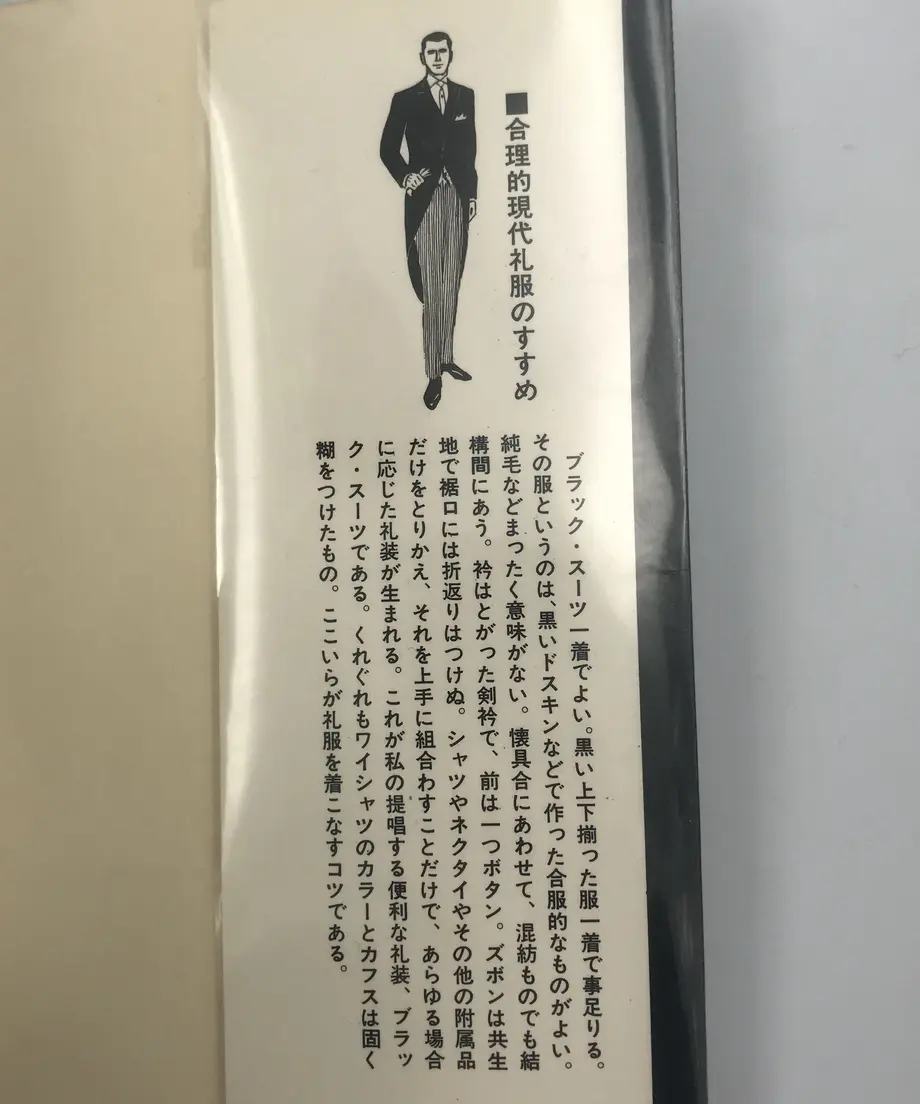 ■合理的現代礼服のすすめ
ブラック・スーツ一着でよい。黒い上下揃った服一着で事足りる。
その服というのは、黒いドスキンなどで作った合服的なものがよい。
純毛などまったく意味がない。懐具合にあわせて、混紡ものでも結
構間にあう。衿はとがった剣衿で、前は一つボタン。ズボンは共生
地で裾口には折返りはつけぬ。シャツやネクタイやその他の附属品
だけをとりかえ、それを上手に組合わすことだけで、あらゆる場合
に応じた礼装が生まれる。これが私の提唱する便利な礼装、ブラッ
ク・スーツである。くれぐれもワイシャツのカラーとカフスは固く
糊をつけたもの。ここいらが礼服を着こなすコツである。